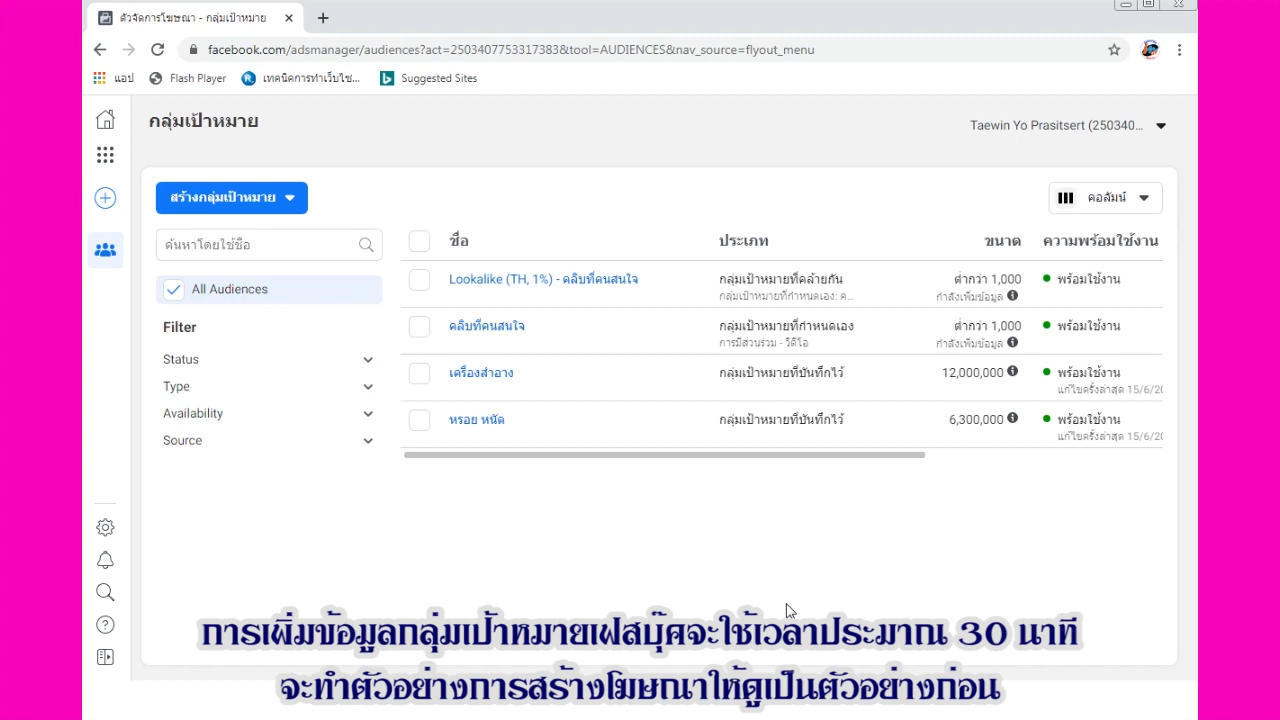 ตัวจัดการโฆษณา - กลุ่มเป้าหมาย
facebook.com/adsmanager/audiences?act=2503407753317383&tool=AUDIENCES&nav_source=flyout_menu
แอป Flash Player เทคนิคการทำเว็บไซ... Suggested Sites
กลุ่มเป้าหมาย
Taewin Yo Prasitsert (250340...
สร้างกลุ่มเป้าหมาย
คอลัมน์
ค้นหาโดยใช้ชื่อ
ชื่อ ประเภท ขนาด ความพร้อมใช้งาน
All Audiences
Filter
Status
Type
Availability
Source
Lookalike (TH, 1%) - คลิบที่คนสนใจ กลุ่มเป้าหมายที่คล้ายกัน ต่ำกว่า 1,000 พร้อมใช้งาน
กลุ่มเป้าหมายที่กำหนดเอง: ค... กำลังเพิ่มข้อมูล
คลิบที่คนสนใจ กลุ่มเป้าหมายที่กำหนดเอง ต่ำกว่า 1,000 พร้อมใช้งาน
การมีส่วนร่วม - วิดีโอ กำลังเพิ่มข้อมูล
เครื่องสำอาง กลุ่มเป้าหมายที่บันทึกไว้ 12,000,000 พร้อมใช้งาน
แก้ไขครั้งล่าสุด 15/6/20
หรอย หนัด กลุ่มเป้าหมายที่บันทึกไว้ 6,300,000 พร้อมใช้งาน
แก้ไขครั้งล่าสุด 15/6/20
การเพิ่มข้อมูลกลุ่มเป้าหมายเฟสบุ๊คจะใช้เวลาประมาณ 30 นาที
จะทำตัวอย่างการสร้างโฆษณาให้ดูเป็นตัวอย่างก่อน